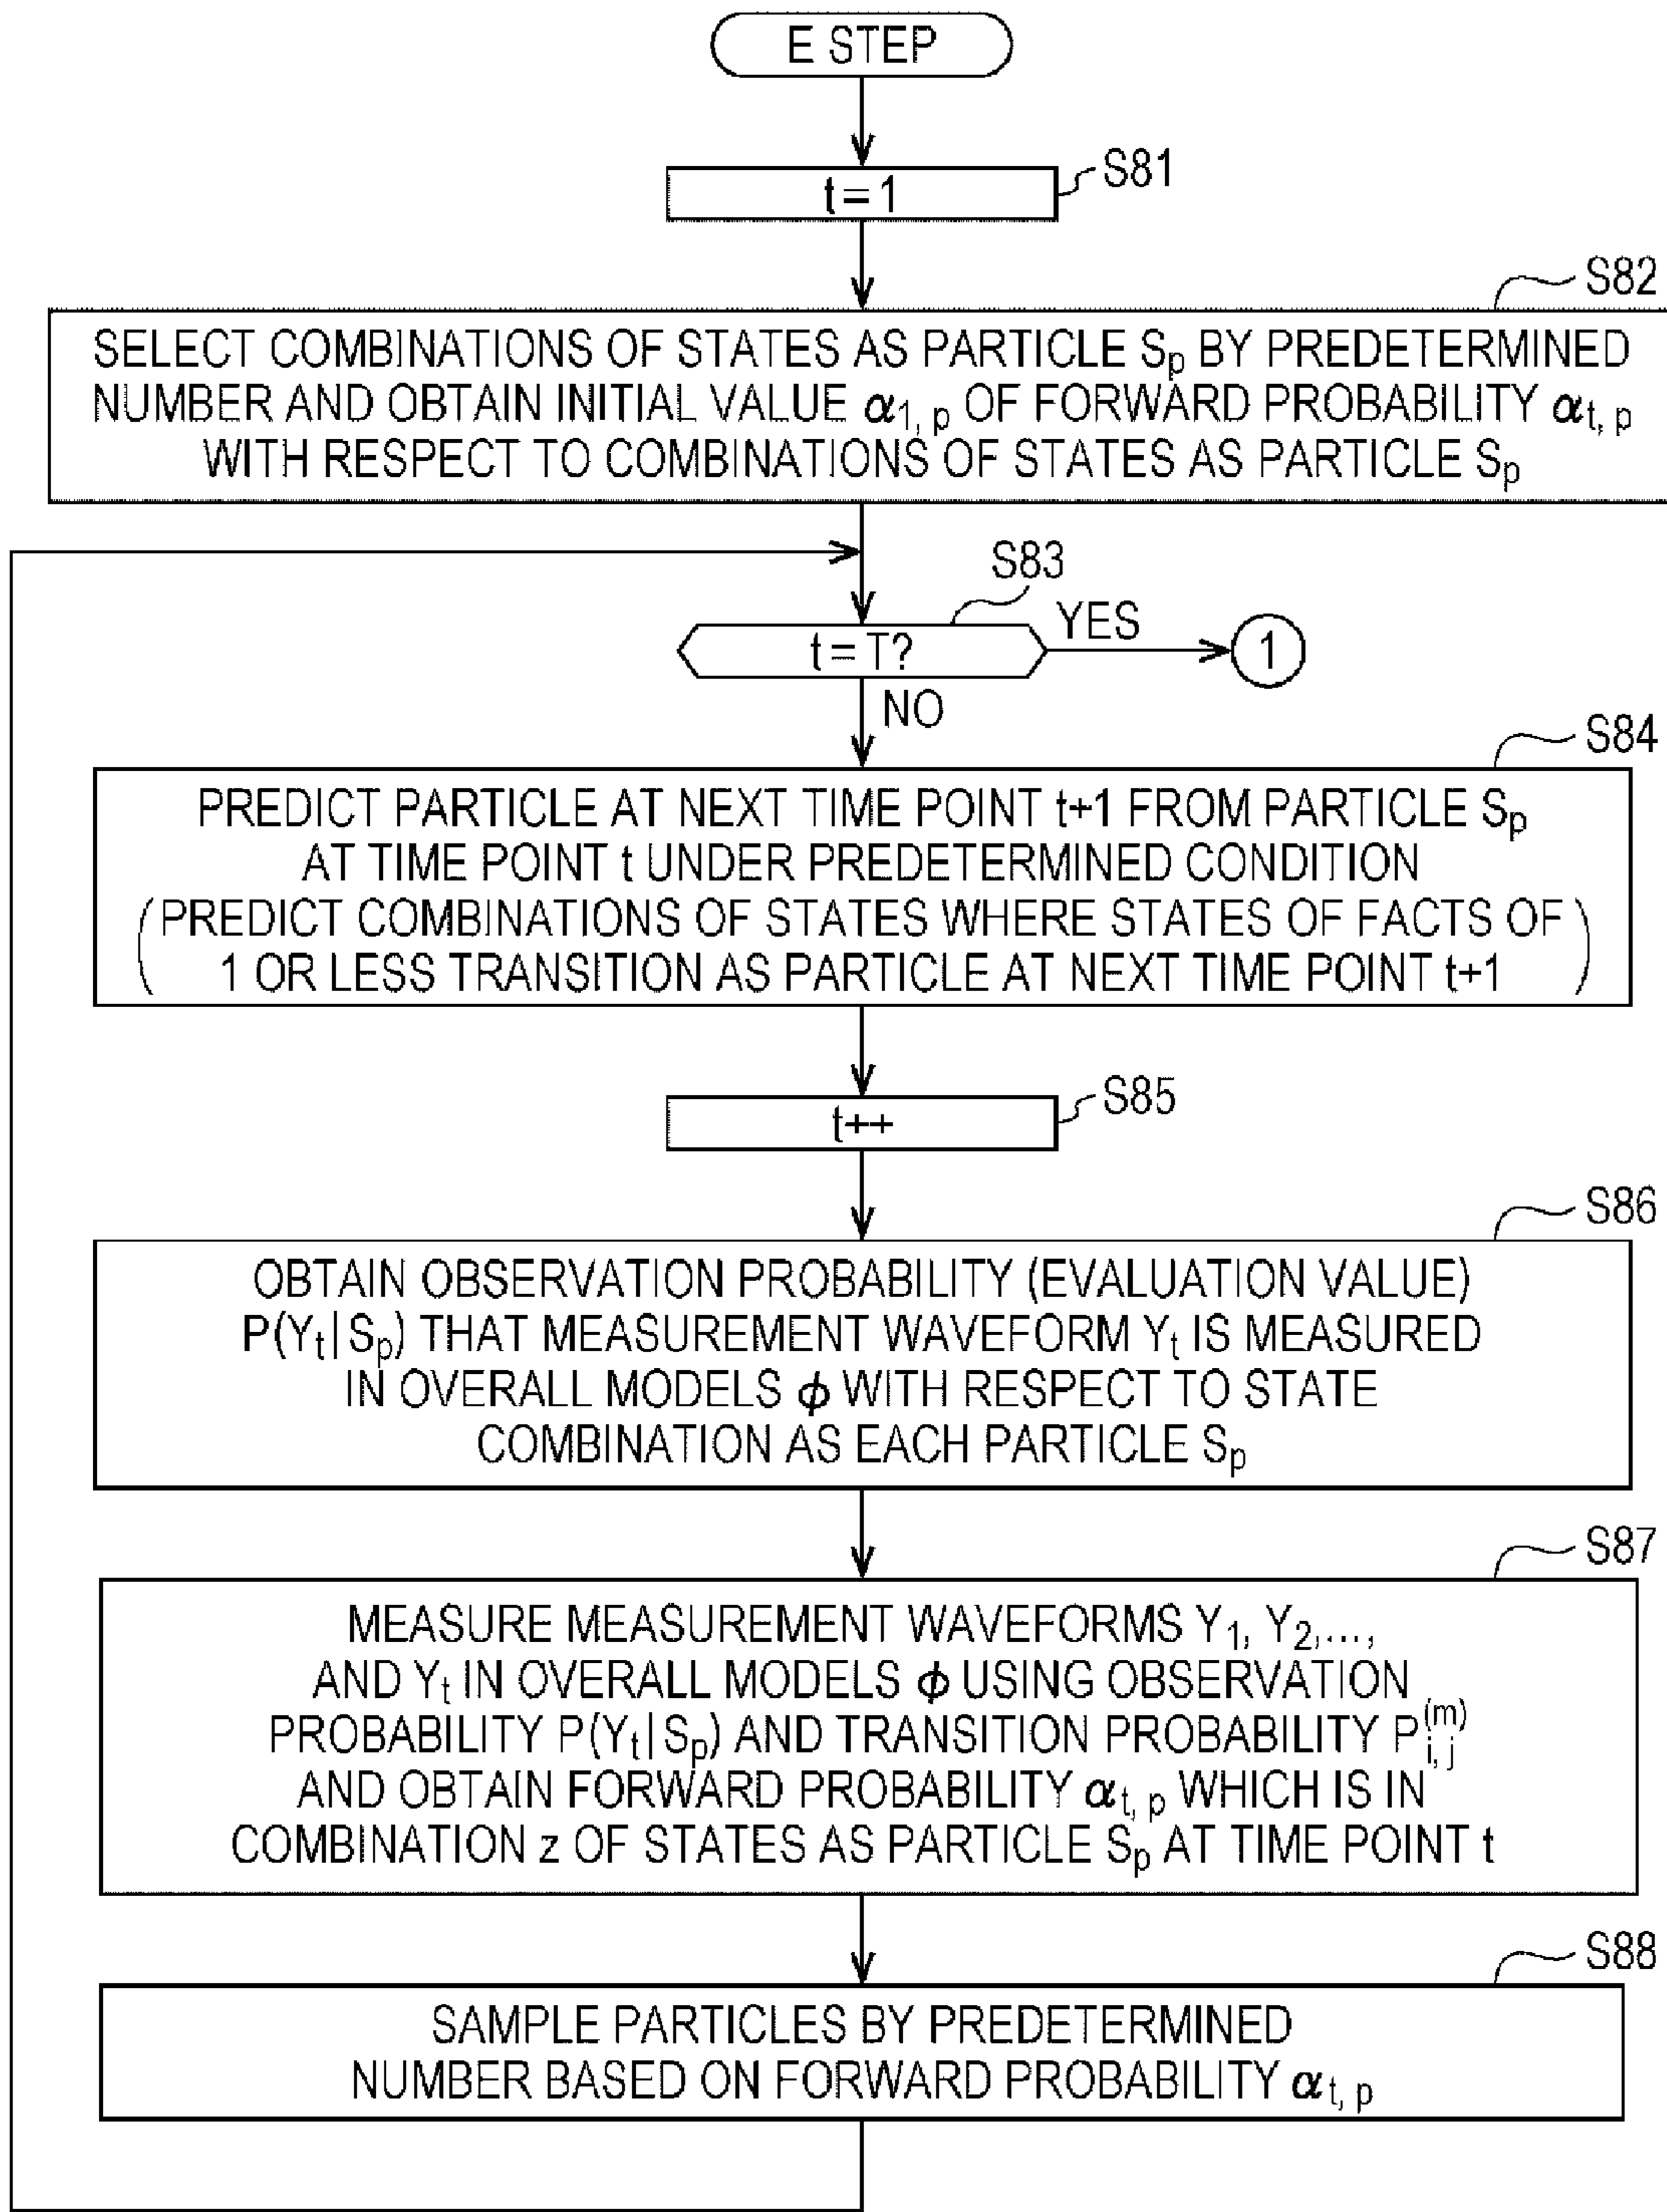 E STEP
S81
t=1
S82
SELECT COMBINATIONS OF STATES AS PARTICLE Sp BY PREDETERMINED
NUMBER AND OBTAIN INITIAL VALUE α1, p OF FORWARD PROBABILITY αt, p
WITH RESPECT TO COMBINATIONS OF STATES AS PARTICLE Sp
S83
t=T?
YES
1
NO
S84
PREDICT PARTICLE AT NEXT TIME POINT t+1 FROM PARTICLE Sp
AT TIME POINT t UNDER PREDETERMINED CONDITION
(PREDICT COMBINATIONS OF STATES WHERE STATES OF FACTS OF
1 OR LESS TRANSITION AS PARTICLE AT NEXT TIME POINT t+1)
S85
t++
S86
OBTAIN OBSERVATION PROBABILITY (EVALUATION VALUE)
P(Yt|Sp) THAT MEASUREMENT WAVEFORM Yt IS MEASURED
IN OVERALL MODELS ϕ WITH RESPECT TO STATE
COMBINATION AS EACH PARTICLE Sp
S87
MEASURE MEASUREMENT WAVEFORMS Y1, Y2,...,
AND Yt IN OVERALL MODELS ϕ USING OBSERVATION
PROBABILITY P(Yt|Sp) AND TRANSITION PROBABILITY P(m)i, j
AND OBTAIN FORWARD PROBABILITY αt, p WHICH IS IN
COMBINATION z OF STATES AS PARTICLE Sp AT TIME POINT t
S88
SAMPLE PARTICLES BY PREDETERMINED
NUMBER BASED ON FORWARD PROBABILITY αt, p